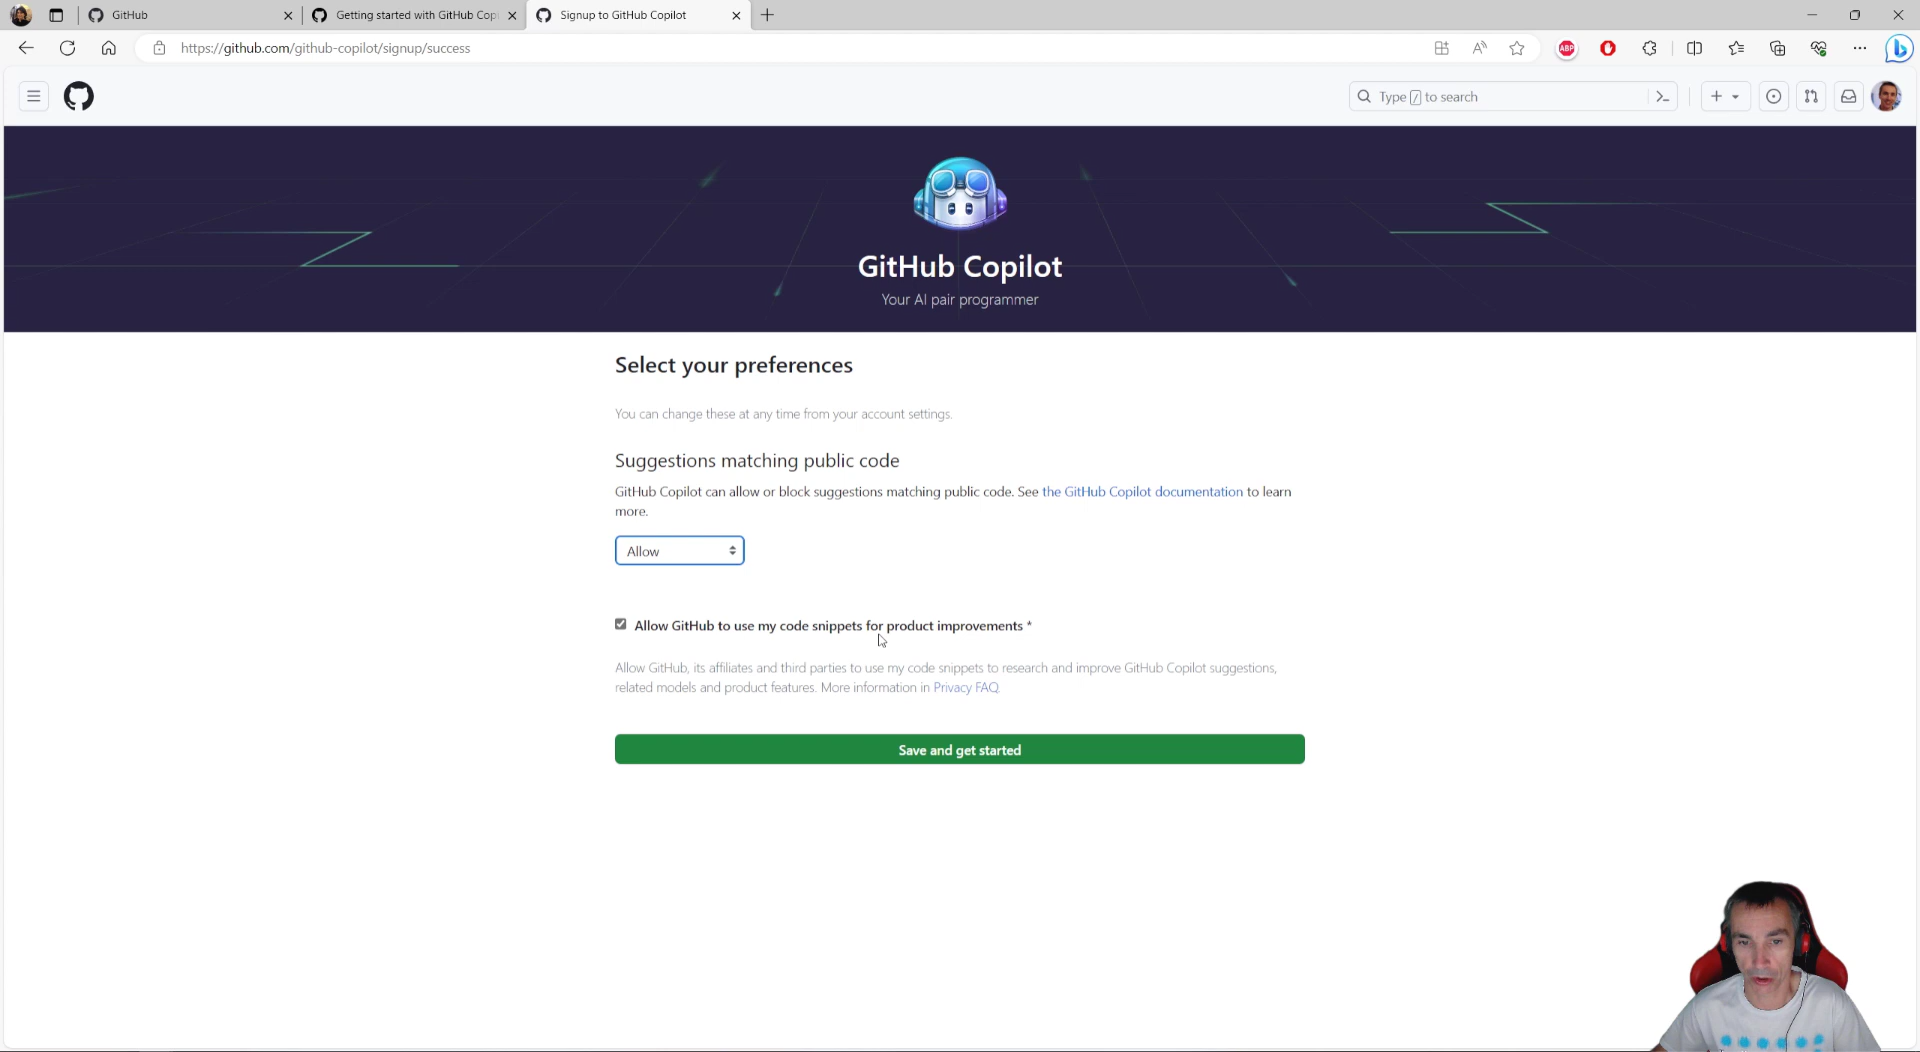 GitHub
Getting started with GitHub Cop
Signup to GitHub Copilot
https://github.com/github-copilot/signup/success
ABP
Type / to search
GitHub Copilot
Your AI pair programmer
Select your preferences
You can change these at any time from your account settings.
Suggestions matching public code
GitHub Copilot can allow or block suggestions matching public code. See the GitHub Copilot documentation to learn
more.
Allow
Allow GitHub to use my code snippets for product improvements *
Allow GitHub, its affiliates and third parties to use my code snippets to research and improve GitHub Copilot suggestions,
related models and product features. More information in Privacy FAQ.
Save and get started